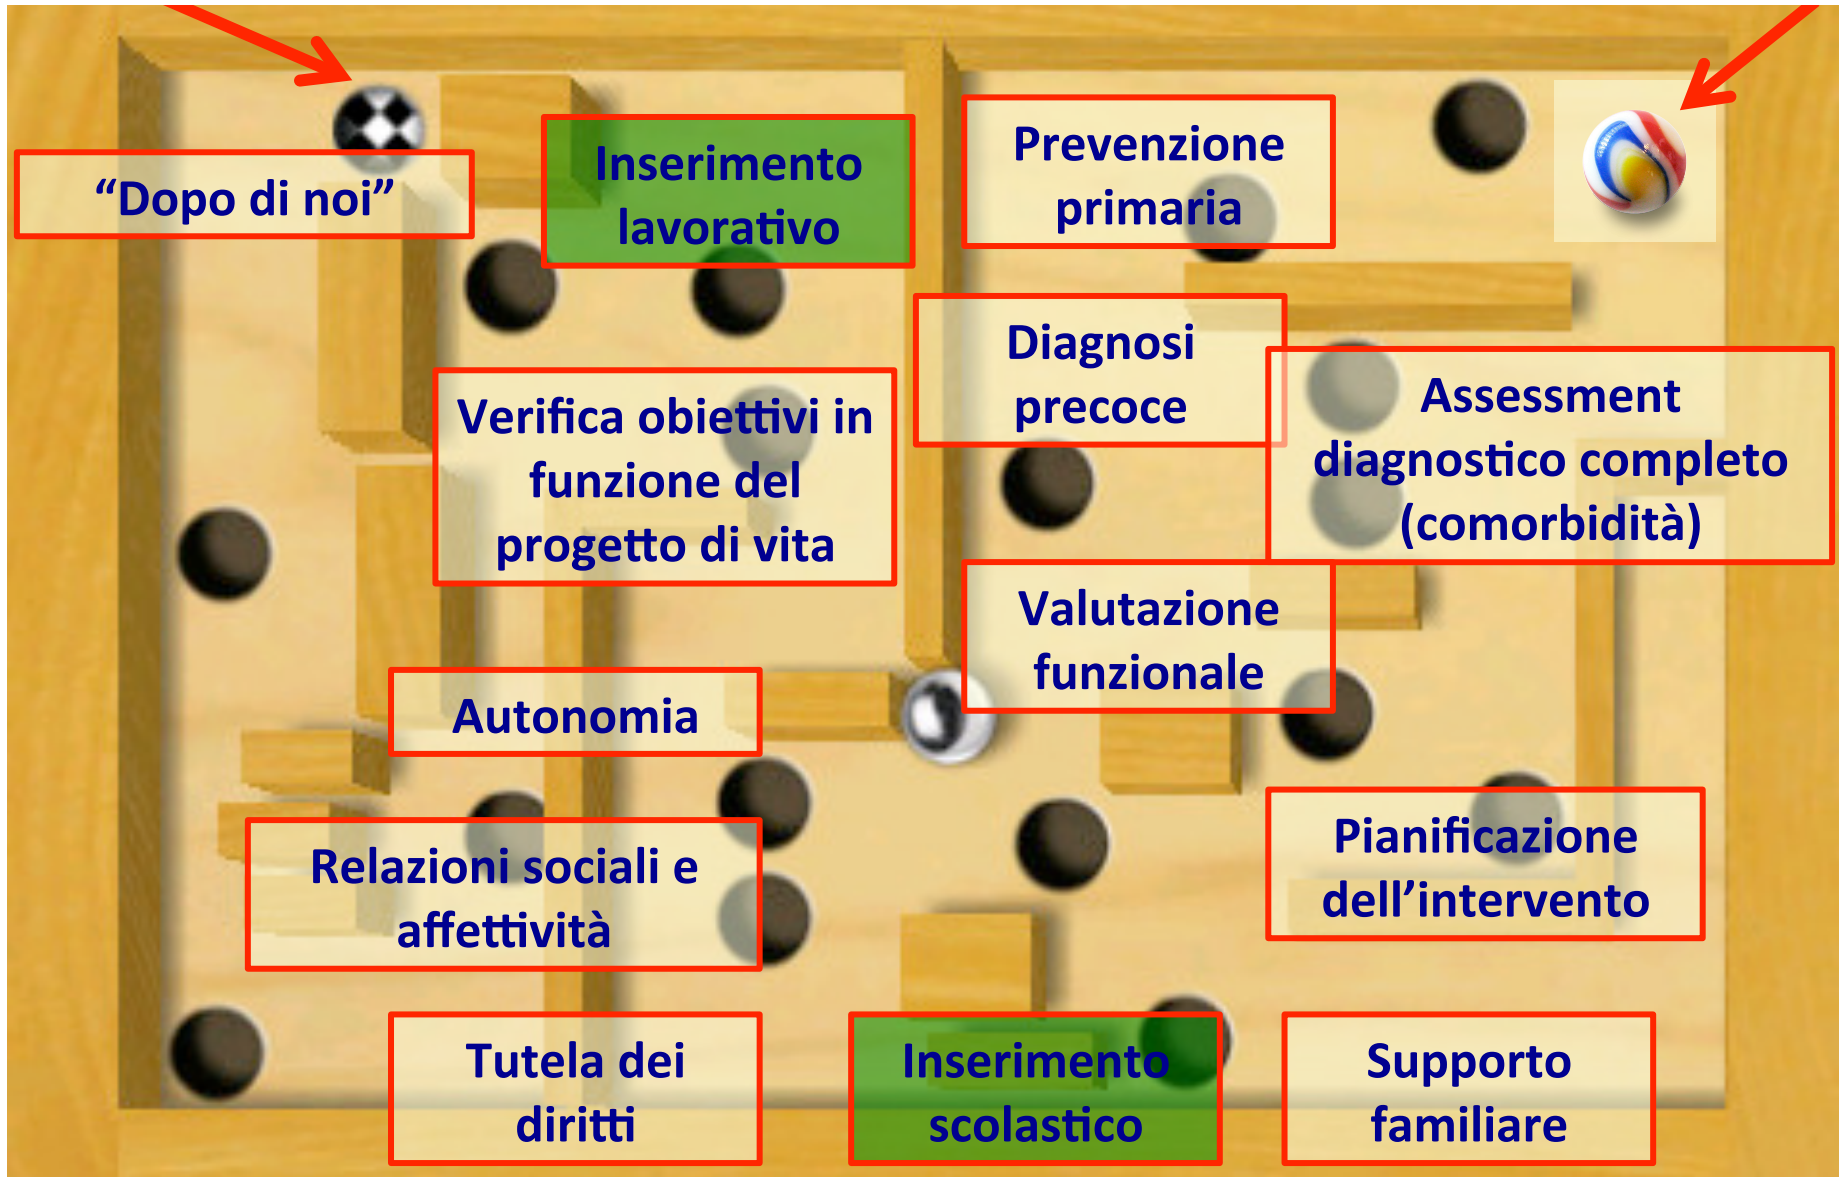 “Dopo di noi”
Inserimento
lavorativo
Prevenzione
primaria
Diagnosi
precoce
Assessment
diagnostico completo
(comorbidità)
Verifica obiettivi in
funzione del
progetto di vita
Valutazione
funzionale
Autonomia
Pianificazione
dell’intervento
Relazioni sociali e
affettività
Tutela dei
diritti
Inserimento
scolastico
Supporto
familiare